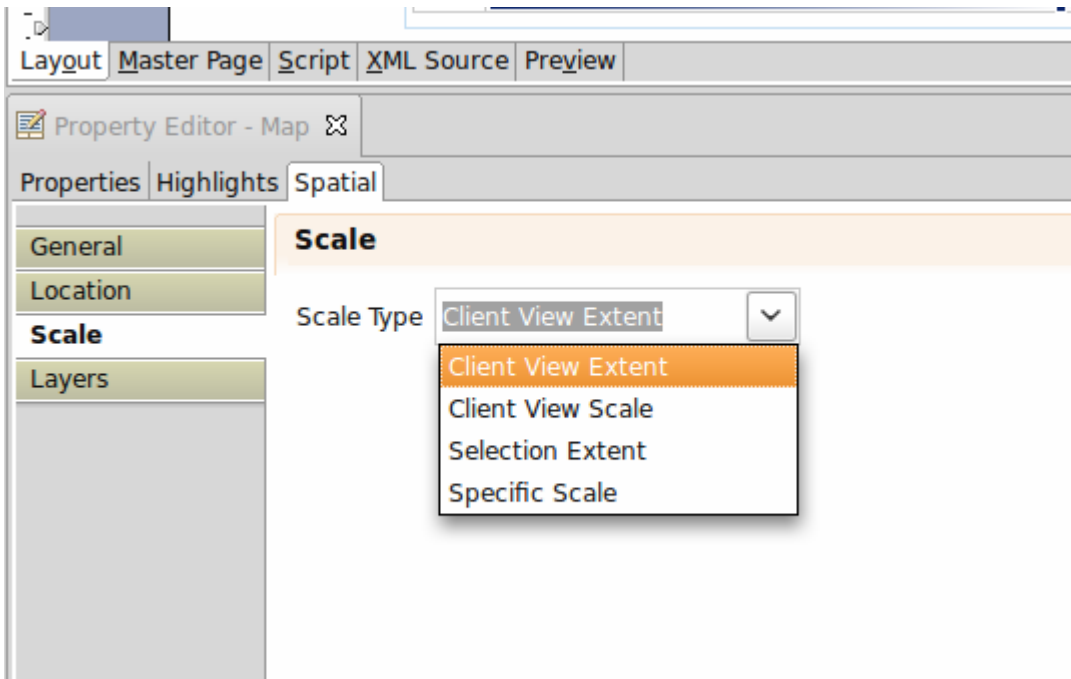 Layout Master Page Script XML Source Preview
Property Editor - Map
Properties Highlights Spatial
General
Location
Scale
Layers
Scale
Scale Type Client View Extent
Client View Extent
Client View Scale
Selection Extent
Specific Scale